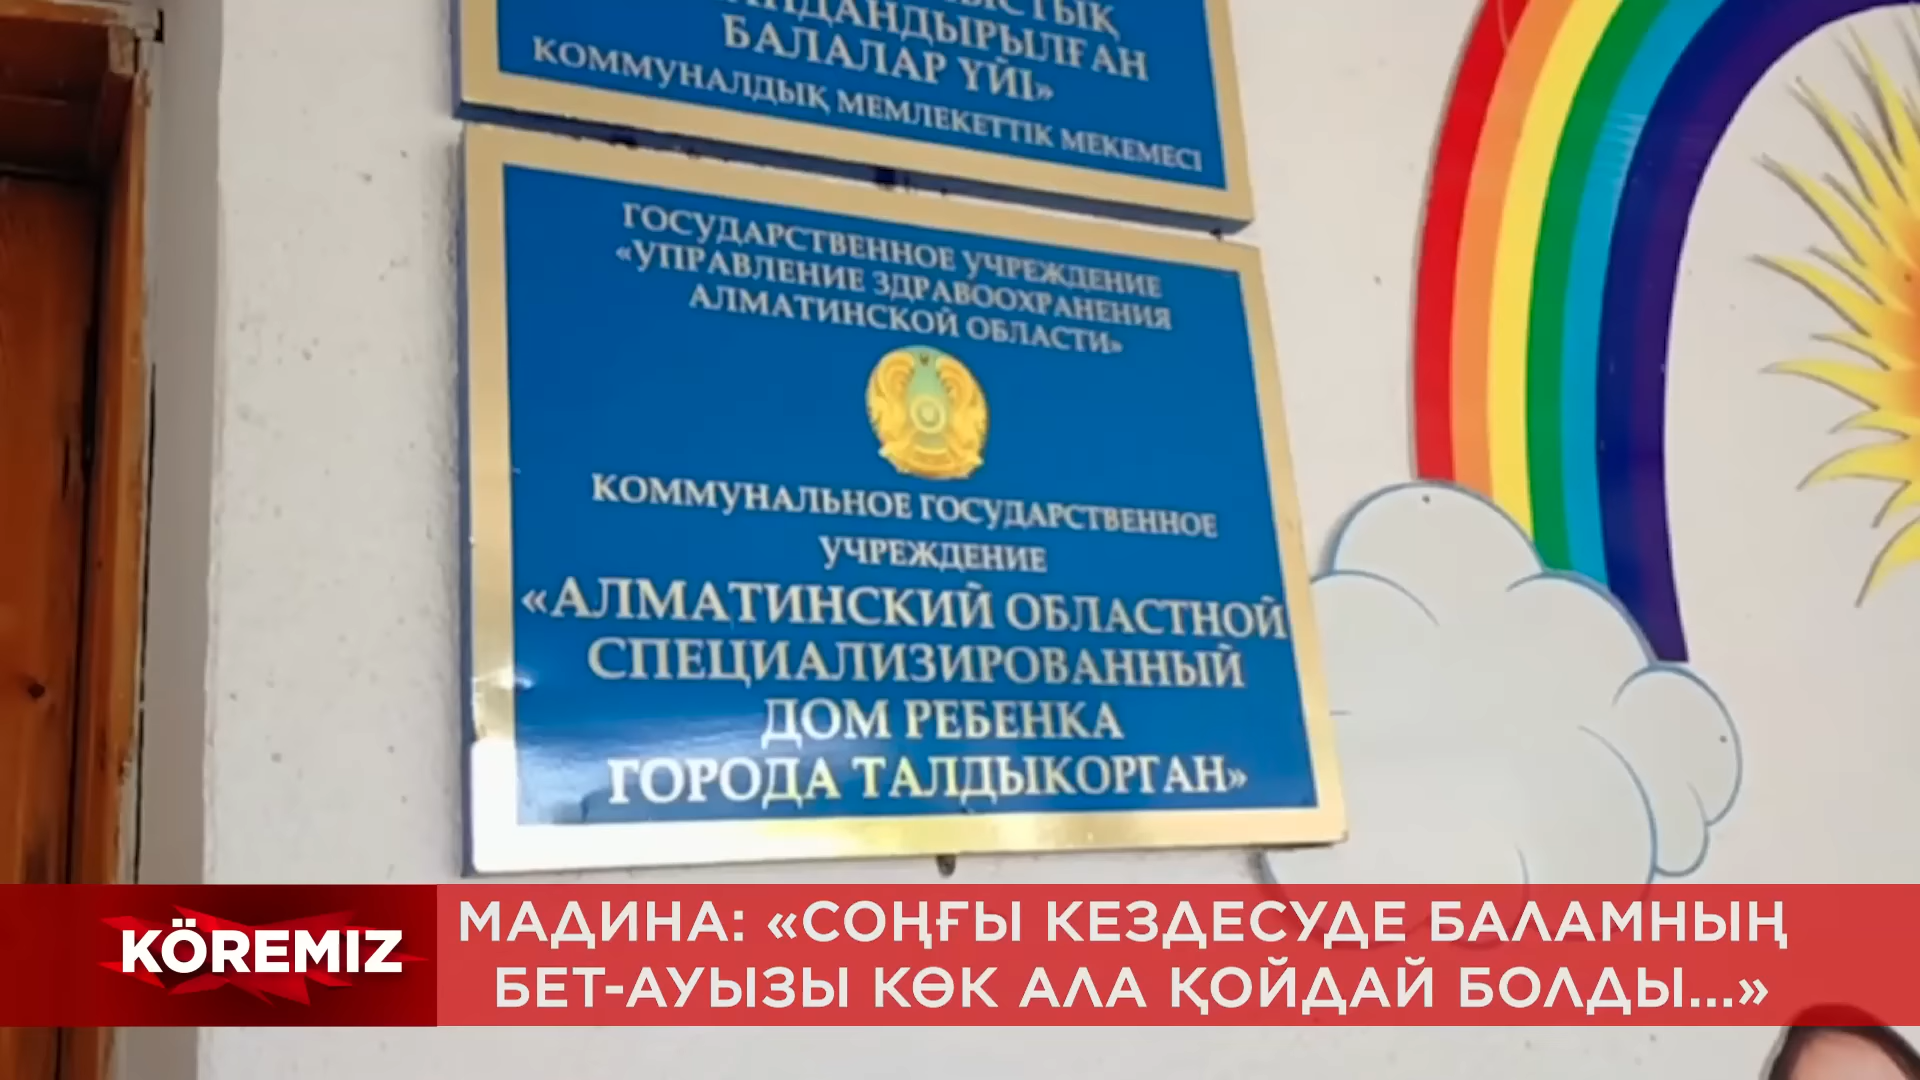 БАЛАЛАР ҮЙІ»
КОММУНАЛДЫҚ МЕМЛЕКЕТТІК МЕКЕМЕСІ
ГОСУДАРСТВЕННОЕ УЧРЕЖДЕНИЕ
«УПРАВЛЕНИЕ ЗДРАВООХРАНЕНИЯ
АЛМАТИНСКОЙ ОБЛАСТИ»
КОММУНАЛЬНОЕ ГОСУДАРСТВЕННОЕ
УЧРЕЖДЕНИЕ
«АЛМАТИНСКИЙ ОБЛАСТНОЙ
СПЕЦИАЛИЗИРОВАННЫЙ
ДОМ РЕБЕНКА
ГОРОДА ТАЛДЫКОРГАН»
KÖREMIZ
МАДИНА: «СОҢҒЫ КЕЗДЕСУДЕ БАЛАМНЫҢ
БЕТ-АУЫЗЫ КӨК АЛА ҚОЙДАЙ БОЛДЫ...»